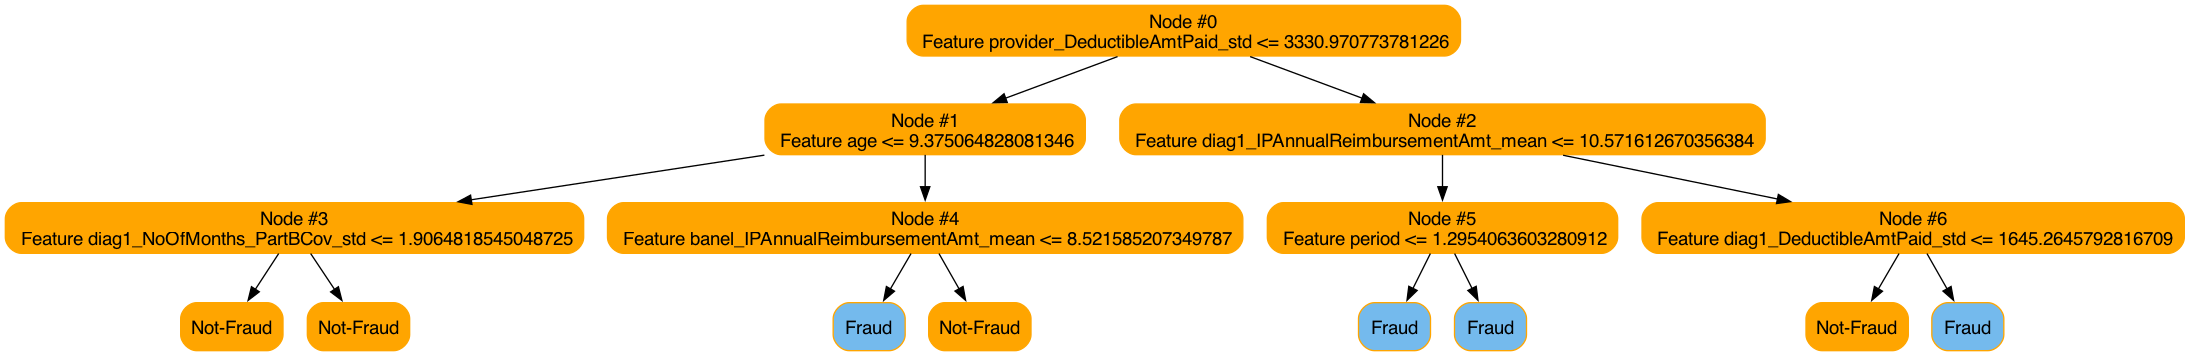 Node #0
Feature provider_DeductibleAmtPaid_std <= 3330.970773781226
Node #1
Feature age <= 9.375064828081346
Node #2
Feature diag1_IPAnnualReimbursementAmt_mean <= 10.571612670356384
Node #3
Feature diag1_NoOfMonths_PartBCov_std <= 1.9064818545048725
Node #4
Feature banel_IPAnnualReimbursementAmt_mean <= 8.521585207349787
Node #5
Feature period <= 1.2954063603280912
Node #6
Feature diag1_DeductibleAmtPaid_std <= 1645.2645792816709
Not-Fraud
Not-Fraud
Fraud
Not-Fraud
Fraud
Fraud
Not-Fraud
Fraud